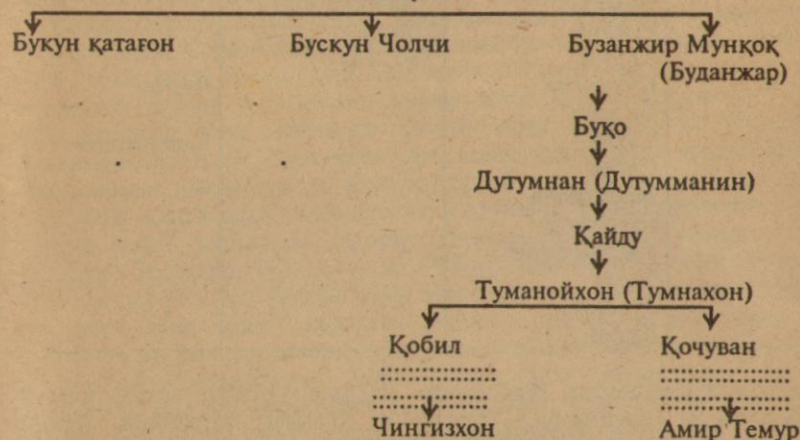 Букун қатағон Бускун Чолчи Бузанжир Мунқоқ
(Буданжар)
Буқо
Дутумнан (Дутумманин)
Қайду
Туманойхон (Тумнахон)
Қобил Қочуван
Чингизхон Амир Темур